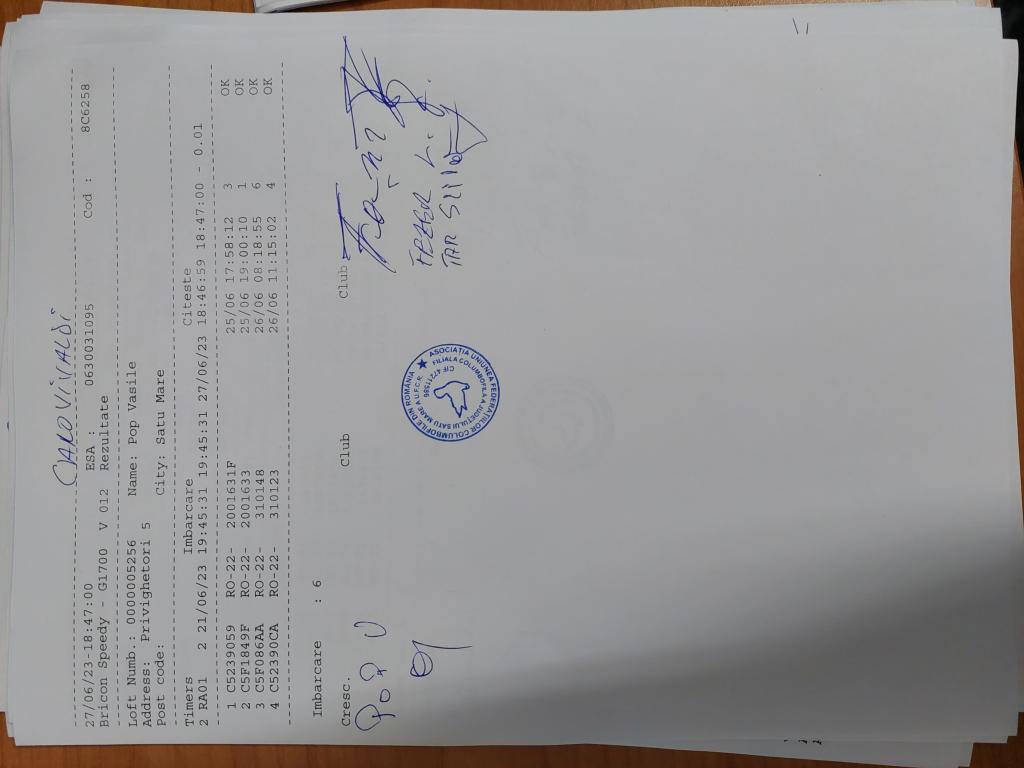 CAROVIVALDI
27/06/23-18:47:00 ESA : 0630031095 Cod : 8C6258
Bricon Speedy - G1700 V 012 Rezultate
Loft Numb.: 0000005256 Name: Pop Vasile
Address: Privighetori 5
Post code: City: Satu Mare
Timers Imbarcare Citeste
2 RA01 2 21/06/23 19:45:31 19:45:31 27/06/23 18:46:59 18:47:00 - 0.01
1 C5239059 RO-22- 2001631F 25/06 17:58:12 3 OK
2 C5F1849F RO-22- 2001633 25/06 19:00:10 1 OK
3 C5F086AA RO-22- 310148 26/06 08:18:55 6 OK
4 C52390CA RO-22- 310123 26/06 11:15:02 4 OK
Imbarcare : 6
Cresc. Club Club
POP V
ASOCIATIA UNIUNEA FEDERATIILOR COLUMBOFILE DIN ROMANIA
FILIALA COLUMBOFILA A JUDETULUI SATU MARE A U.F.C.R.
CIF 47211586